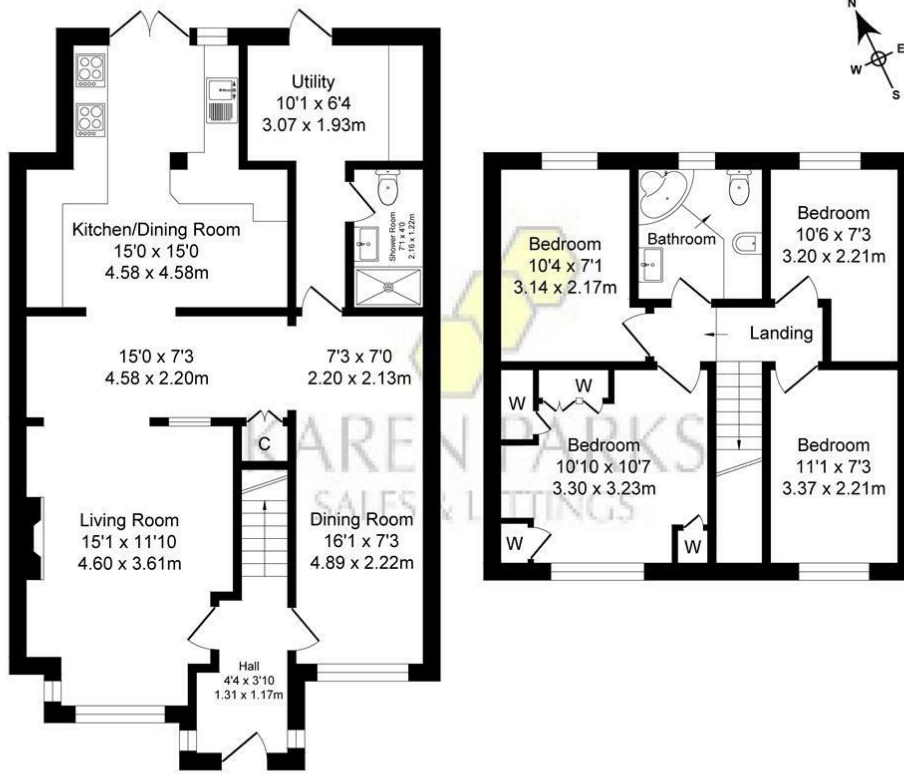 N
W E
S
Utility
10'1 x 6'4
3.07 x 1.93m
Kitchen/Dining Room
15'0 x 15'0
4.58 x 4.58m
Shower Room
7'1 x 4'0
2.16 x 1.22m
15'0 x 7'3
4.58 x 2.20m
7'3 x 7'0
2.20 x 2.13m
C
Living Room
15'1 x 11'10
4.60 x 3.61m
Dining Room
16'1 x 7'3
4.89 x 2.22m
Hall
4'4 x 3'10
1.31 x 1.17m
Bedroom
10'4 x 7'1
3.14 x 2.17m
Bathroom
Bedroom
10'6 x 7'3
3.20 x 2.21m
Landing
W
W
Bedroom
10'10 x 10'7
3.30 x 3.23m
W
W
Bedroom
11'1 x 7'3
3.37 x 2.21m
KAREN PARKS
SALES & LETTINGS